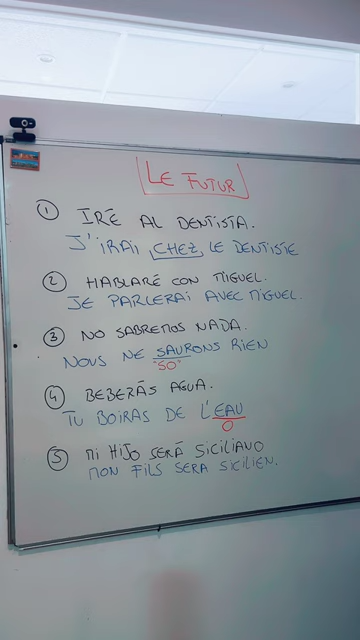 LE FUTUR
① IRÉ AL DENTISTA.
J'IRAI CHEZ LE DENTISTE
② HABLARÉ CON MIGUEL.
JE PARLERAI AVEC MIGUEL.
③ NO SABREMOS NADA.
NOUS NE SAURONS RIEN
"SO"
④ BEBERÁS AGUA.
TU BOIRAS DE L'EAU
O
⑤ MI HIJO SERÁ SICILIANO
MON FILS SERA SICILIEN.